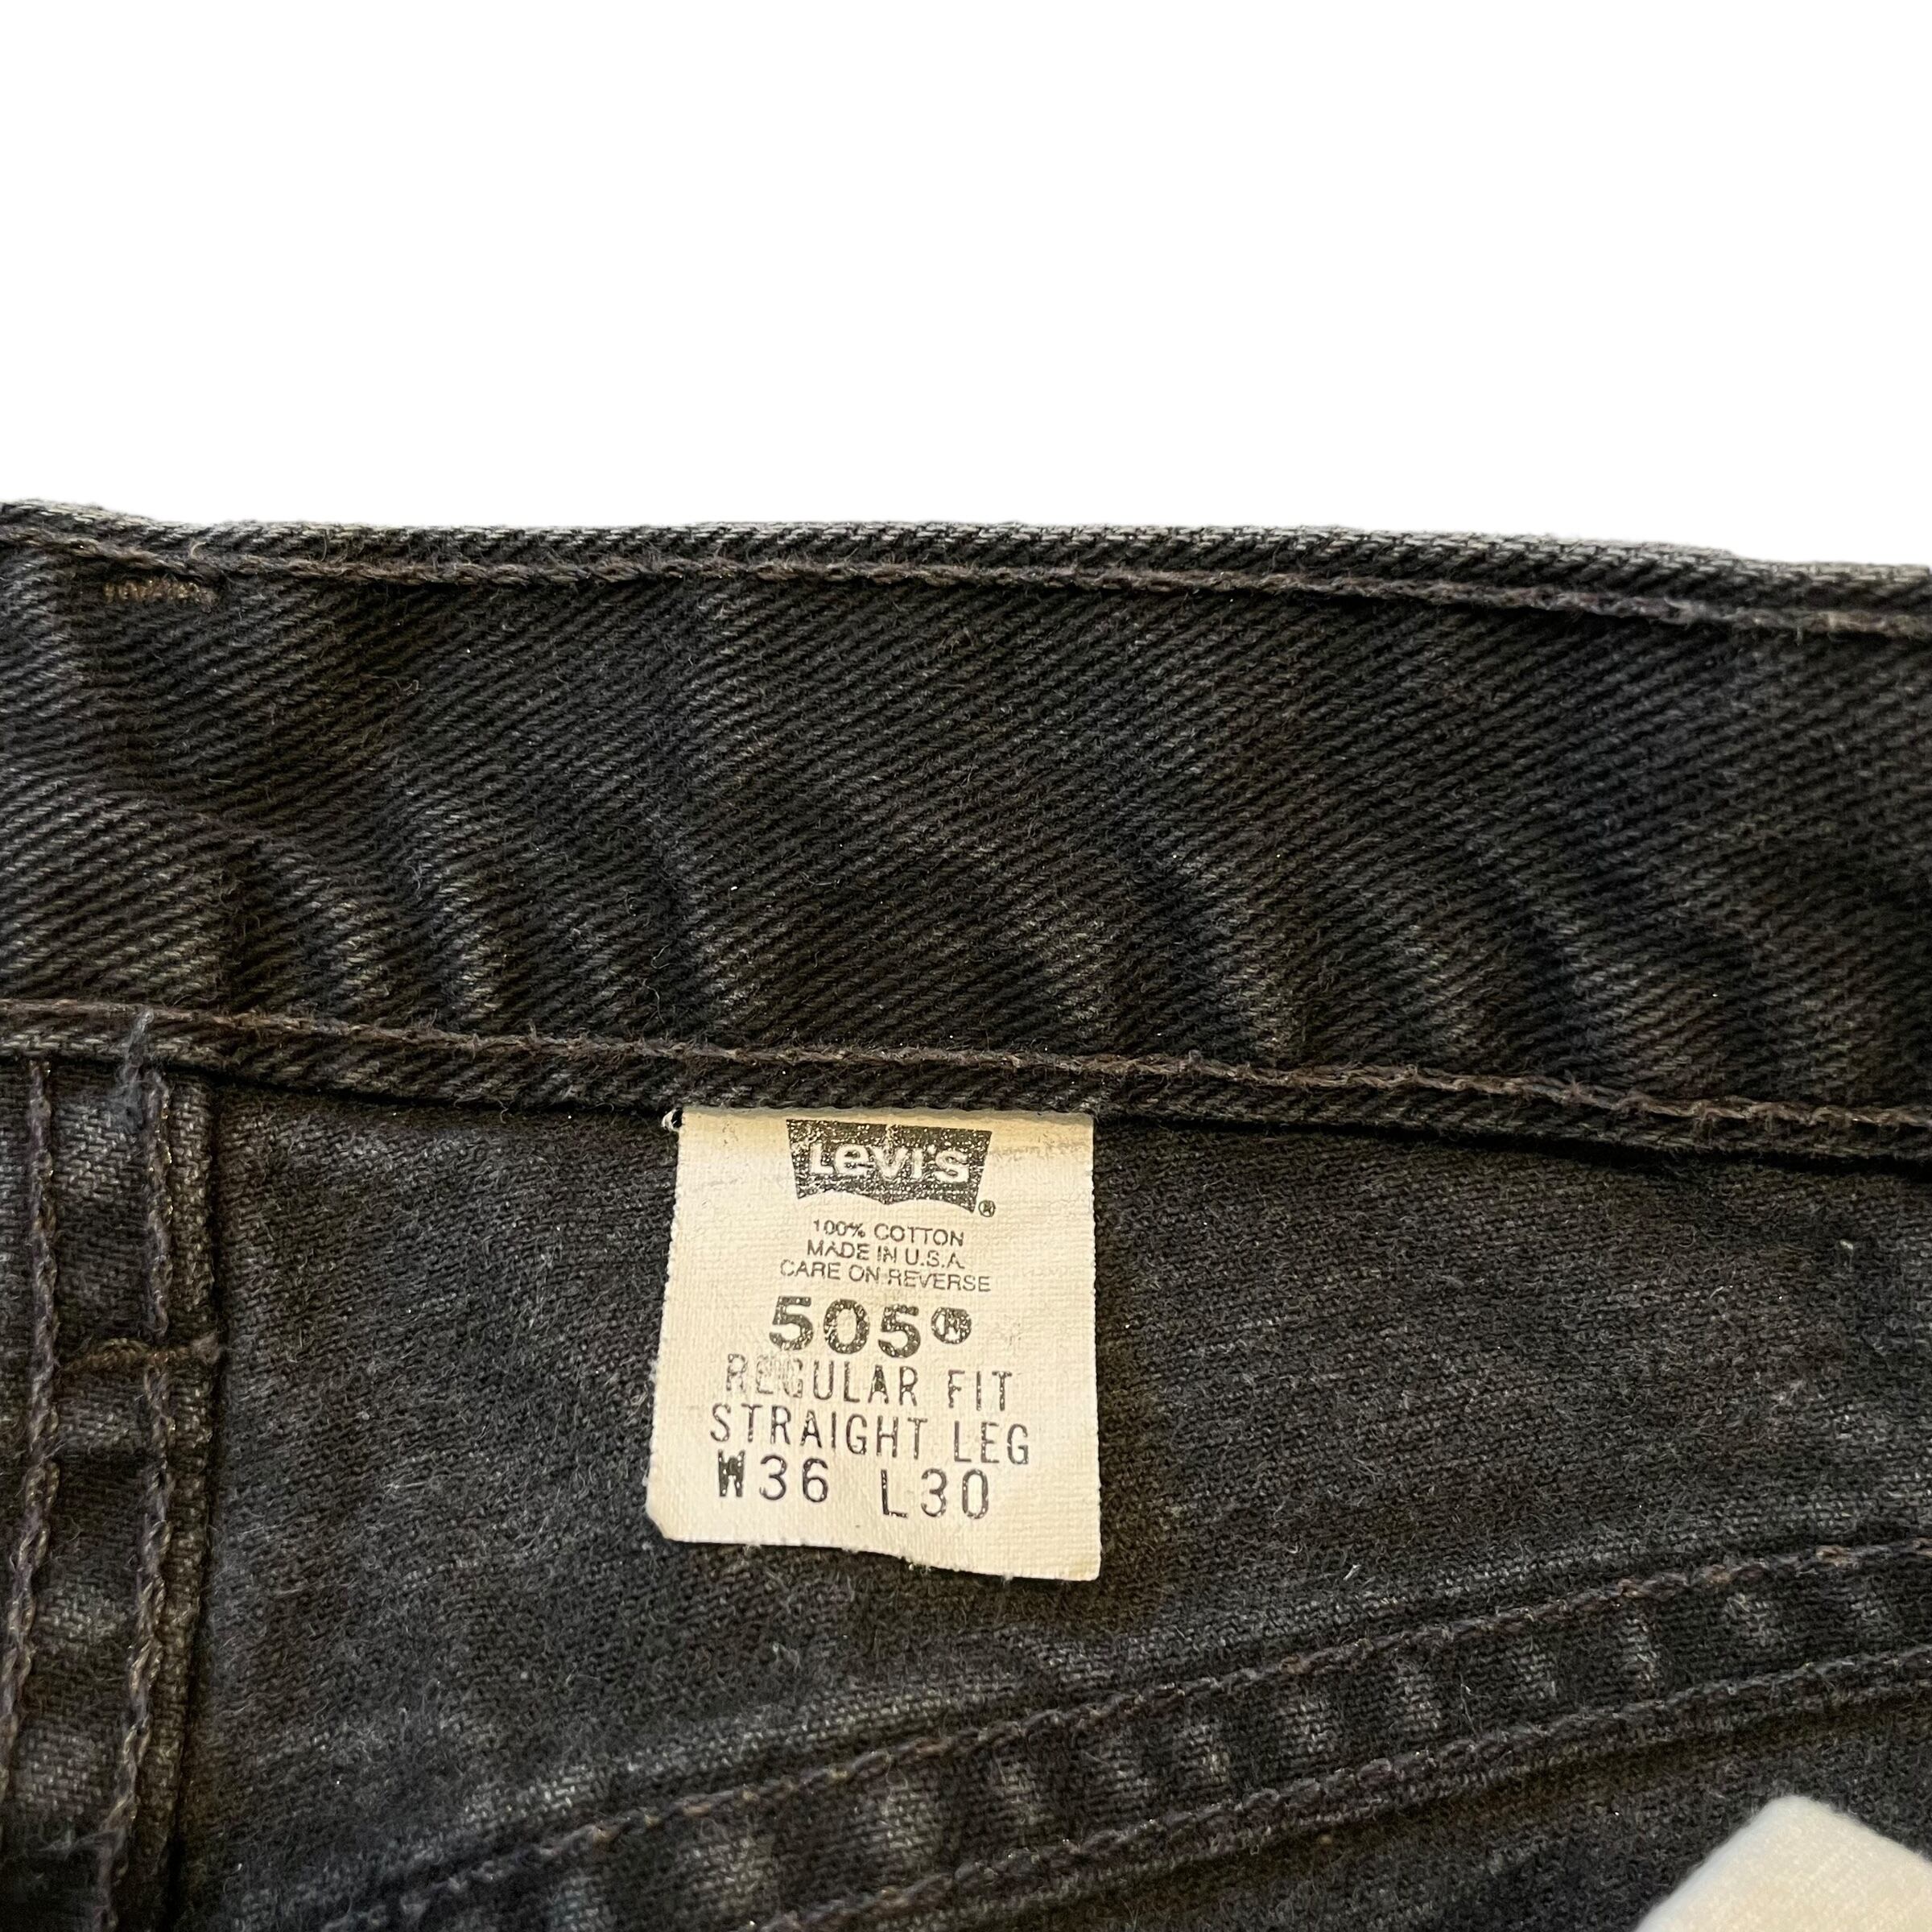 Levi's ®
100% COTTON
MADE IN U.S.A.
CARE ON REVERSE
505®
REGULAR FIT
STRAIGHT LEG
W36 L30